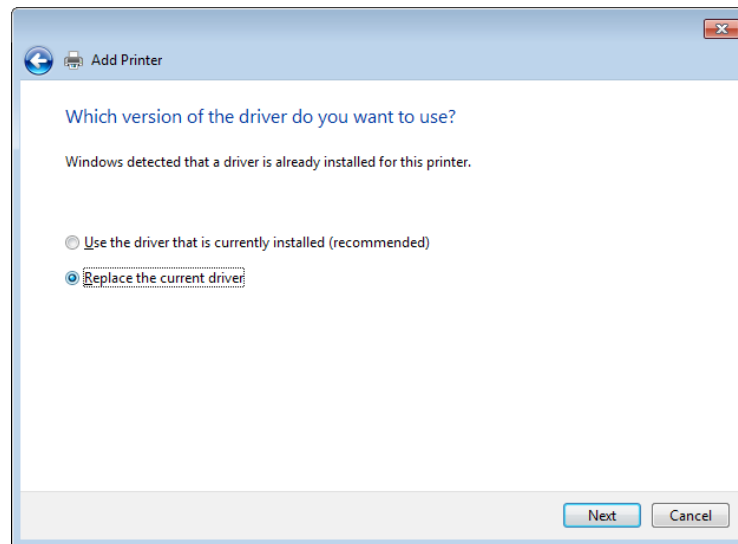 Add Printer
Which version of the driver do you want to use?
Windows detected that a driver is already installed for this printer.
Use the driver that is currently installed (recommended)
Replace the current driver
Next Cancel